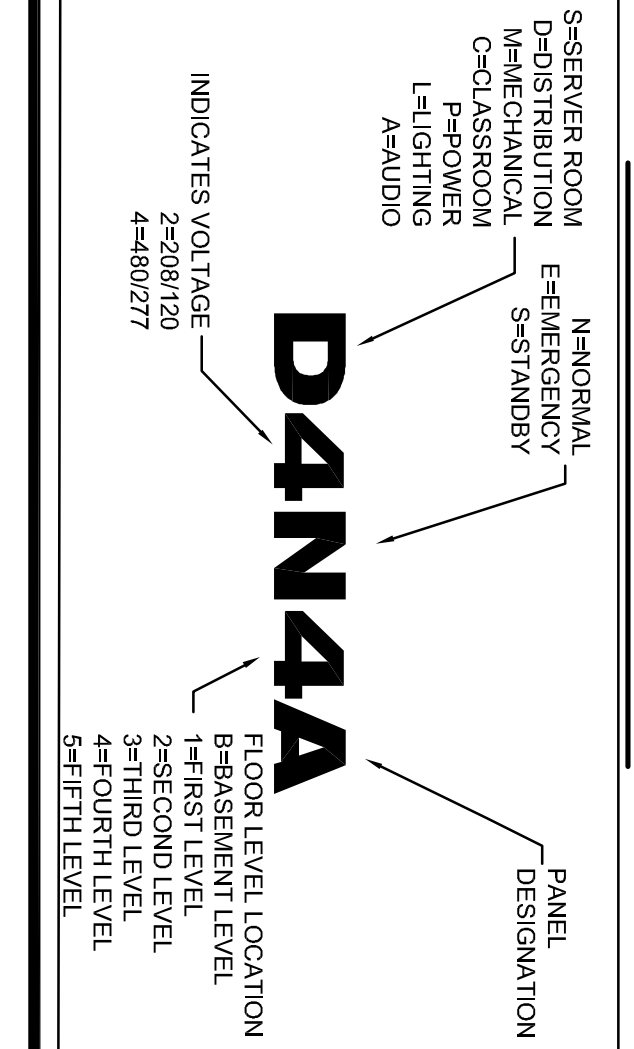 S=SERVER ROOM
D=DISTRIBUTION
M=MECHANICAL
C=CLASSROOM
P=POWER
L=LIGHTING
A=AUDIO
N=NORMAL
E=EMERGENCY
S=STANDBY
PANEL
DESIGNATION
D4N4A
INDICATES VOLTAGE
2=208/120
4=480/277
FLOOR LEVEL LOCATION
B=BASEMENT LEVEL
1=FIRST LEVEL
2=SECOND LEVEL
3=THIRD LEVEL
4=FOURTH LEVEL
5=FIFTH LEVEL